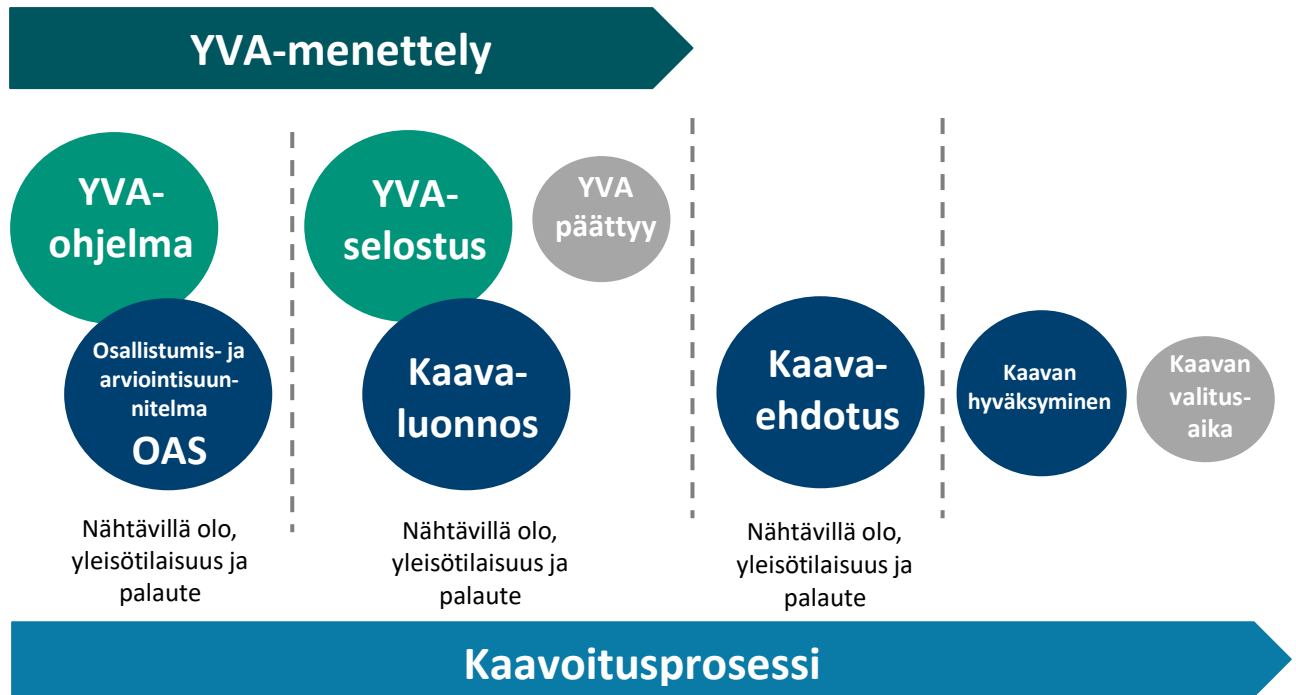 YVA-menettely
YVA-
ohjelma
Osallistumis- ja
arviointisuun-
nitelma
OAS
Nähtävillä olo,
yleisötilaisuus ja
palaute
YVA-
selostus
YVA
päättyy
Kaava-
luonnos
Nähtävillä olo,
yleisötilaisuus ja
palaute
Kaava-
ehdotus
Nähtävillä olo,
yleisötilaisuus ja
palaute
Kaavan
hyväksyminen
Kaavan
valitus-
aika
Kaavoitusprosessi